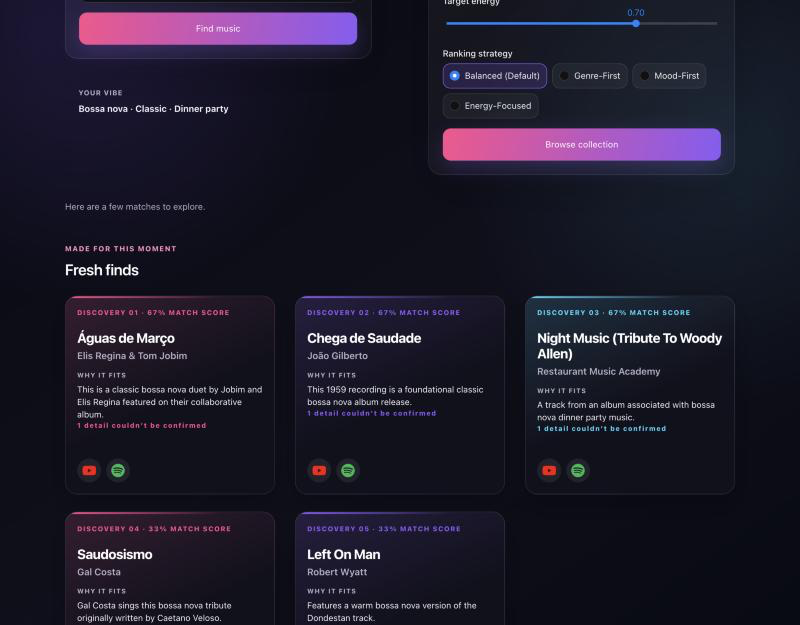 Target energy
0.70
Find music
Ranking strategy
Balanced (Default)
Genre-First
Mood-First
Energy-Focused
YOUR VIBE
Bossa nova · Classic · Dinner party
Browse collection
Here are a few matches to explore.
MADE FOR THIS MOMENT
Fresh finds
DISCOVERY 01 · 67% MATCH SCORE
Águas de Março
Elis Regina & Tom Jobim
WHY IT FITS
This is a classic bossa nova duet by Jobim and
Elis Regina featured on their collaborative
album.
1 detail couldn't be confirmed
DISCOVERY 02 · 67% MATCH SCORE
Chega de Saudade
João Gilberto
WHY IT FITS
This 1959 recording is a foundational classic
bossa nova album release.
1 detail couldn't be confirmed
DISCOVERY 03 · 67% MATCH SCORE
Night Music (Tribute To Woody
Allen)
Restaurant Music Academy
WHY IT FITS
A track from an album associated with bossa
nova dinner party music.
1 detail couldn't be confirmed
DISCOVERY 04 · 33% MATCH SCORE
Saudosismo
Gal Costa
WHY IT FITS
Gal Costa sings this bossa nova tribute
originally written by Caetano Veloso.
DISCOVERY 05 · 33% MATCH SCORE
Left On Man
Robert Wyatt
WHY IT FITS
Features a warm bossa nova version of the
Dondestan track.